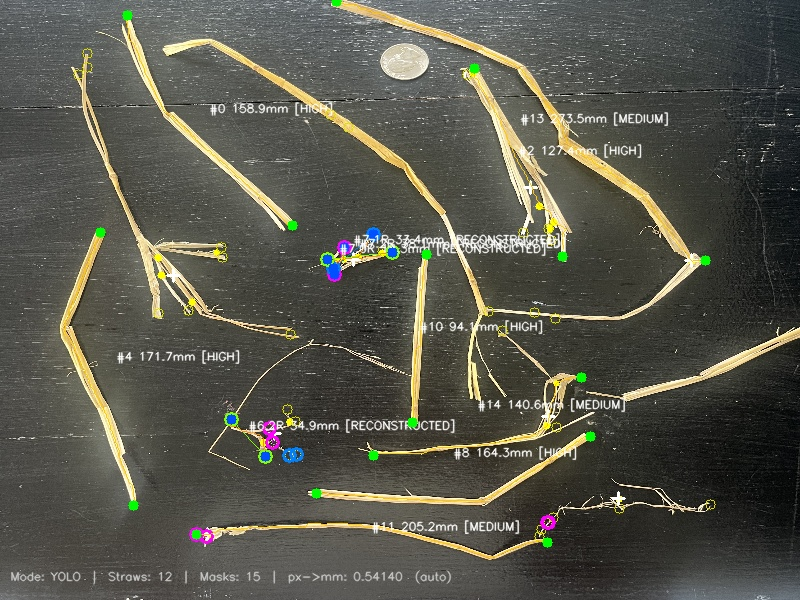 #0 158.9mm [HIGH]
#13 273.5mm [MEDIUM]
#2 127.4mm [HIGH]
[RECONSTRUCTED]
#10 94.1mm [HIGH]
#4 171.7mm [HIGH]
#14 140.6mm [MEDIUM]
#6.2R 34.9mm [RECONSTRUCTED]
#8 164.3mm [HIGH]
#11 205.2mm [MEDIUM]
Mode: YOLO | Straws: 12 | Masks: 15 | px->mm: 0.54140 (auto)